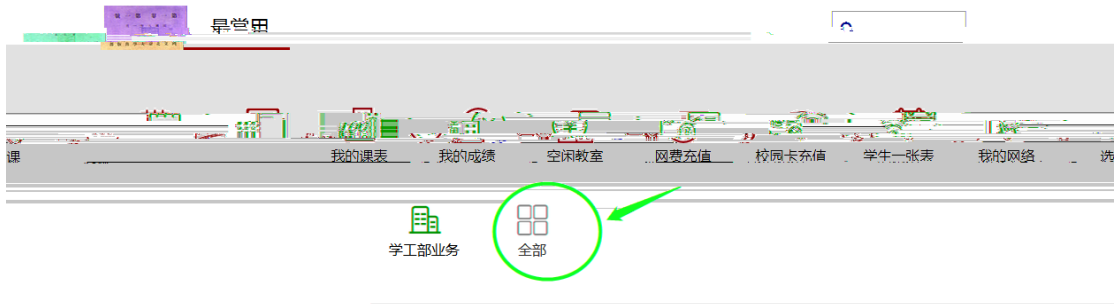 最常用
课 我的课表 我的成绩 空闲教室 网费充值 校园卡充值 学生一张表 我的网络 选
学工部业务 全部